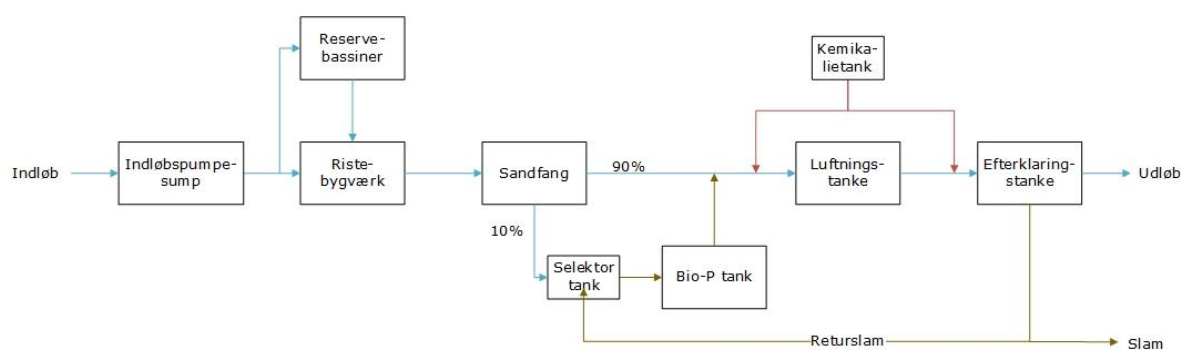 Reserve-
bassiner
Kemika-
lietank
Indløb
Indløbspumpe-
sump
Riste-
bygværk
Sandfang
90%
Luftnings-
tanke
Efterklaring-
stanke
Udløb
10%
Selektor
tank
Bio-P tank
Returslam
Slam